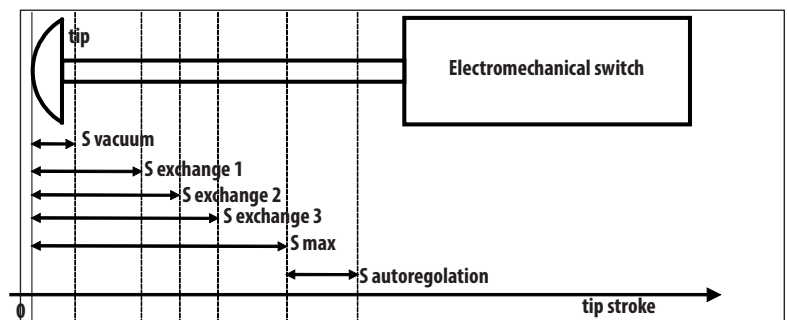 tip
Electromechanical switch
S vacuum
S exchange 1
S exchange 2
S exchange 3
S max
S autoregolation
0
tip stroke